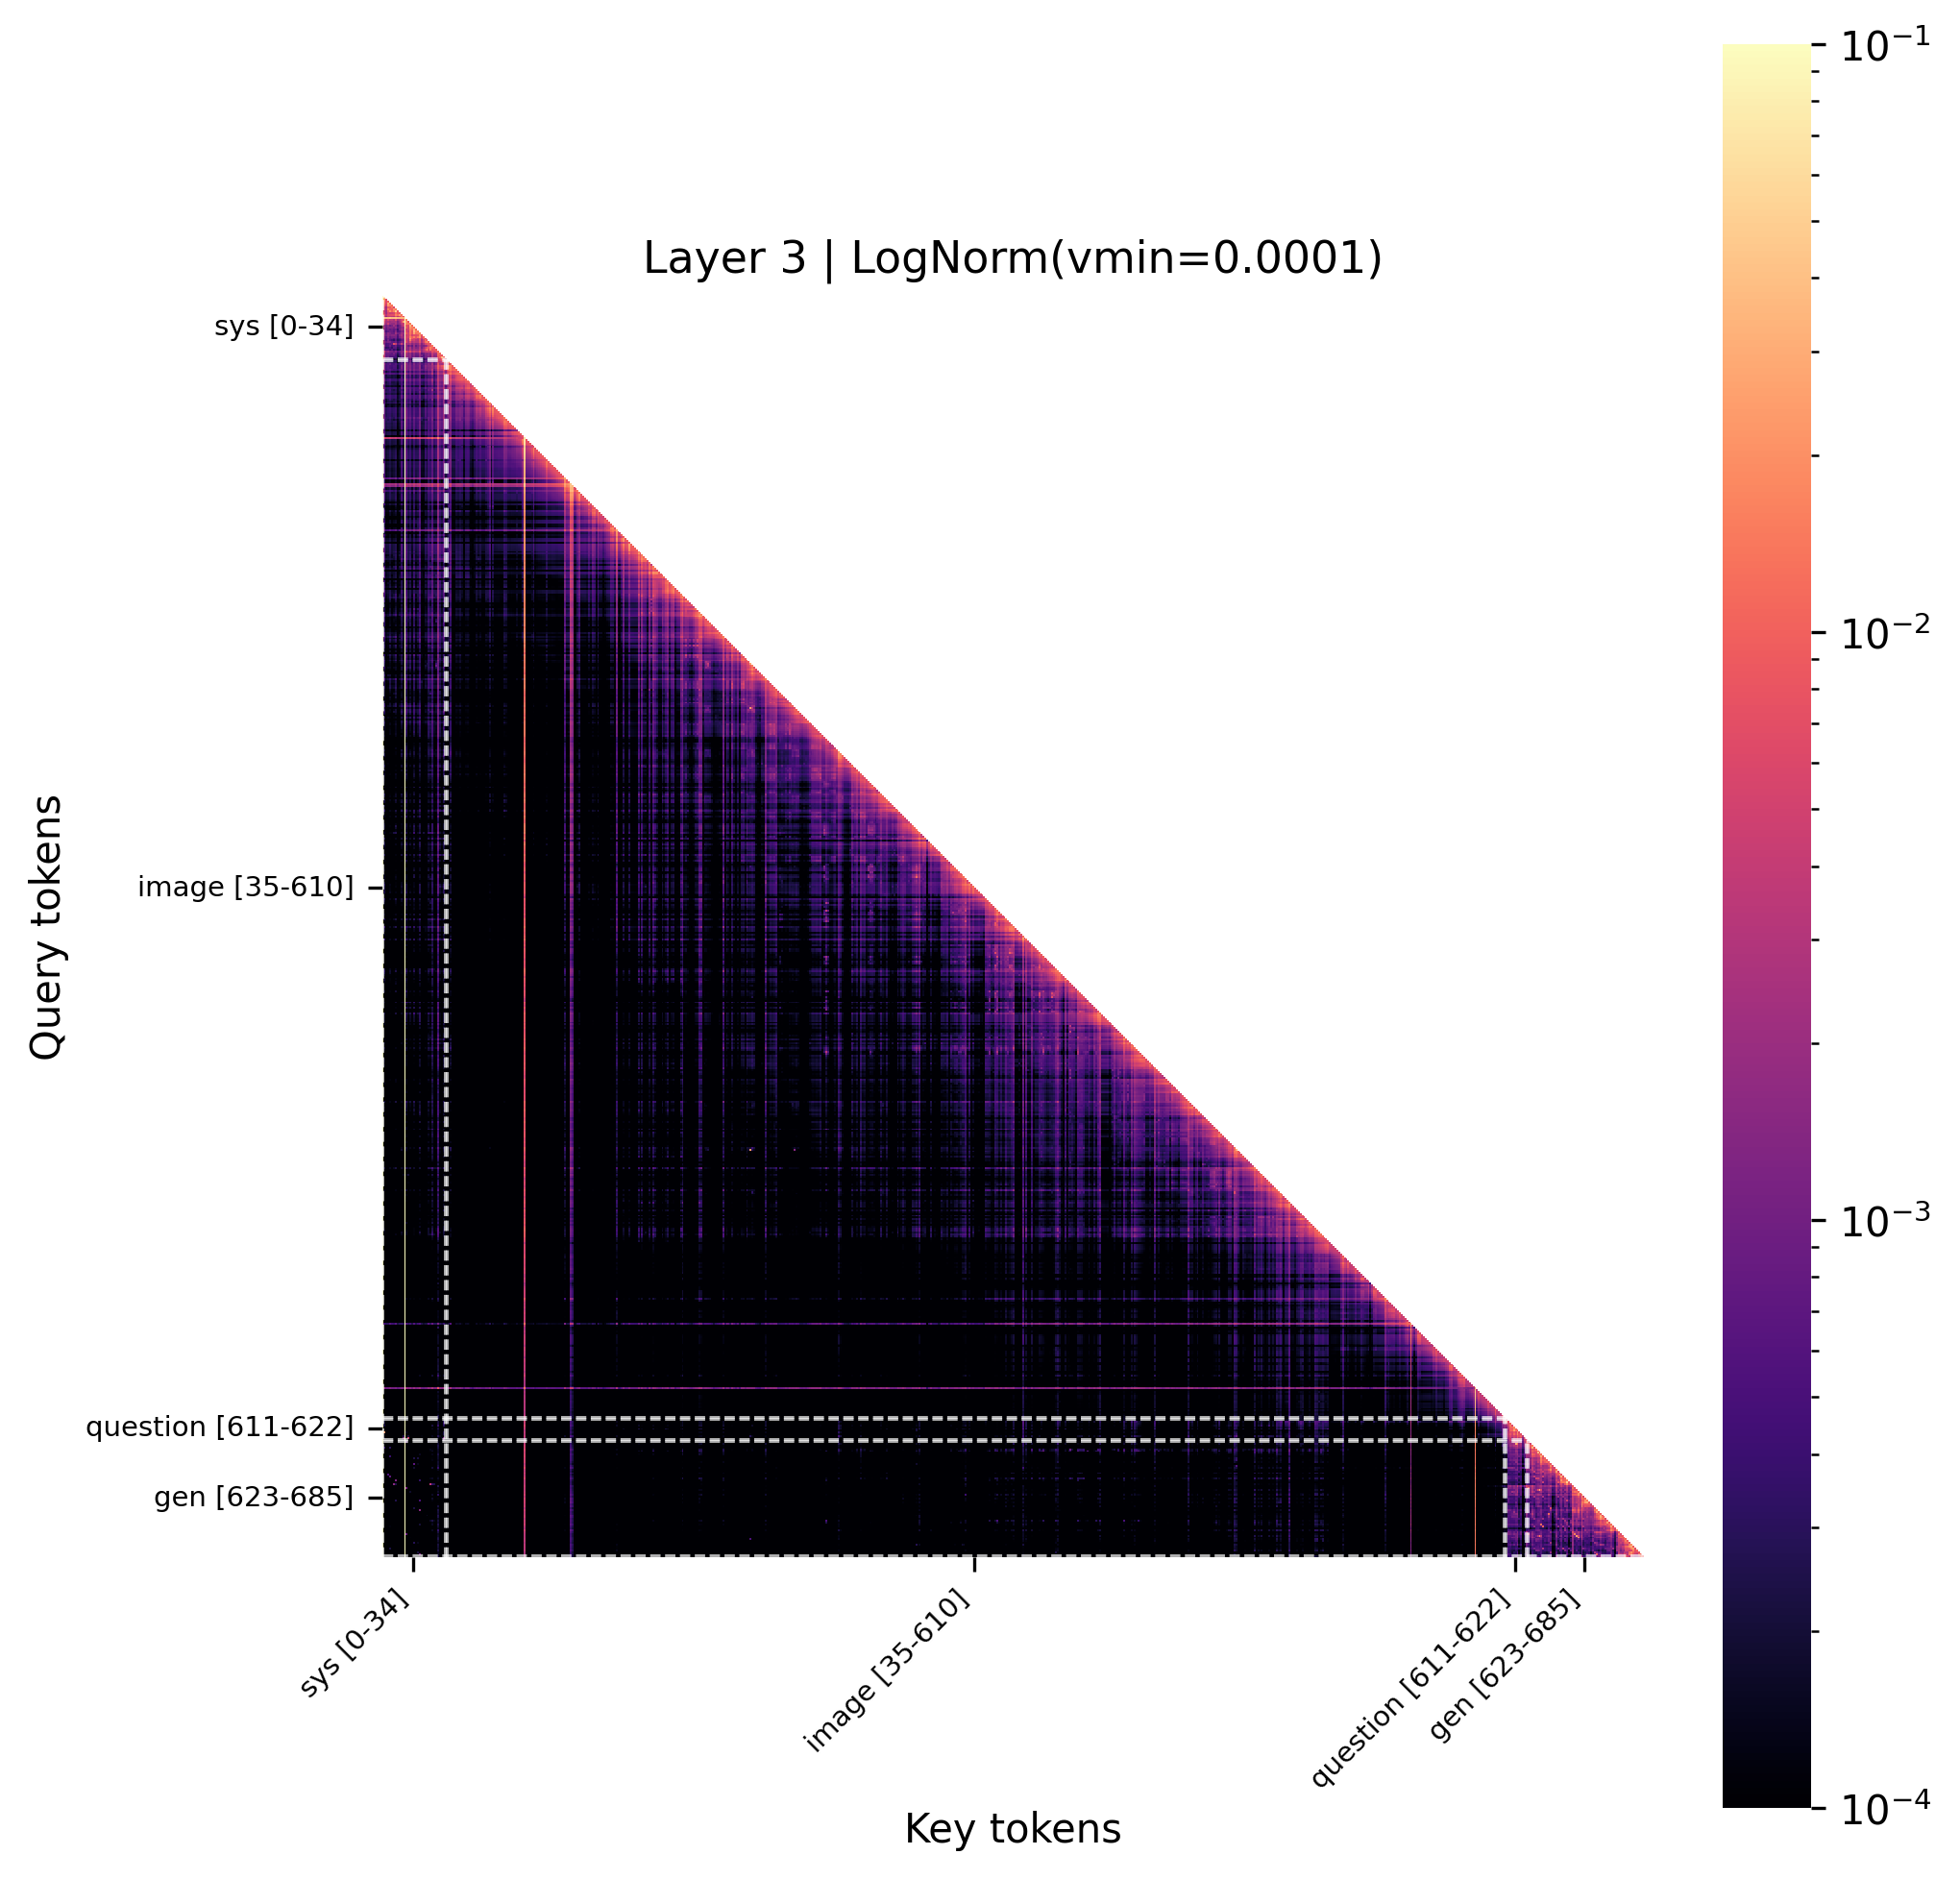 Layer 3 | LogNorm(vmin=0.0001)
Query tokens
sys [0-34]
image [35-610]
question [611-622]
gen [623-685]
sys [0-34]
image [35-610]
question [611-622]
gen [623-685]
Key tokens
10⁻¹
10⁻²
10⁻³
10⁻⁴